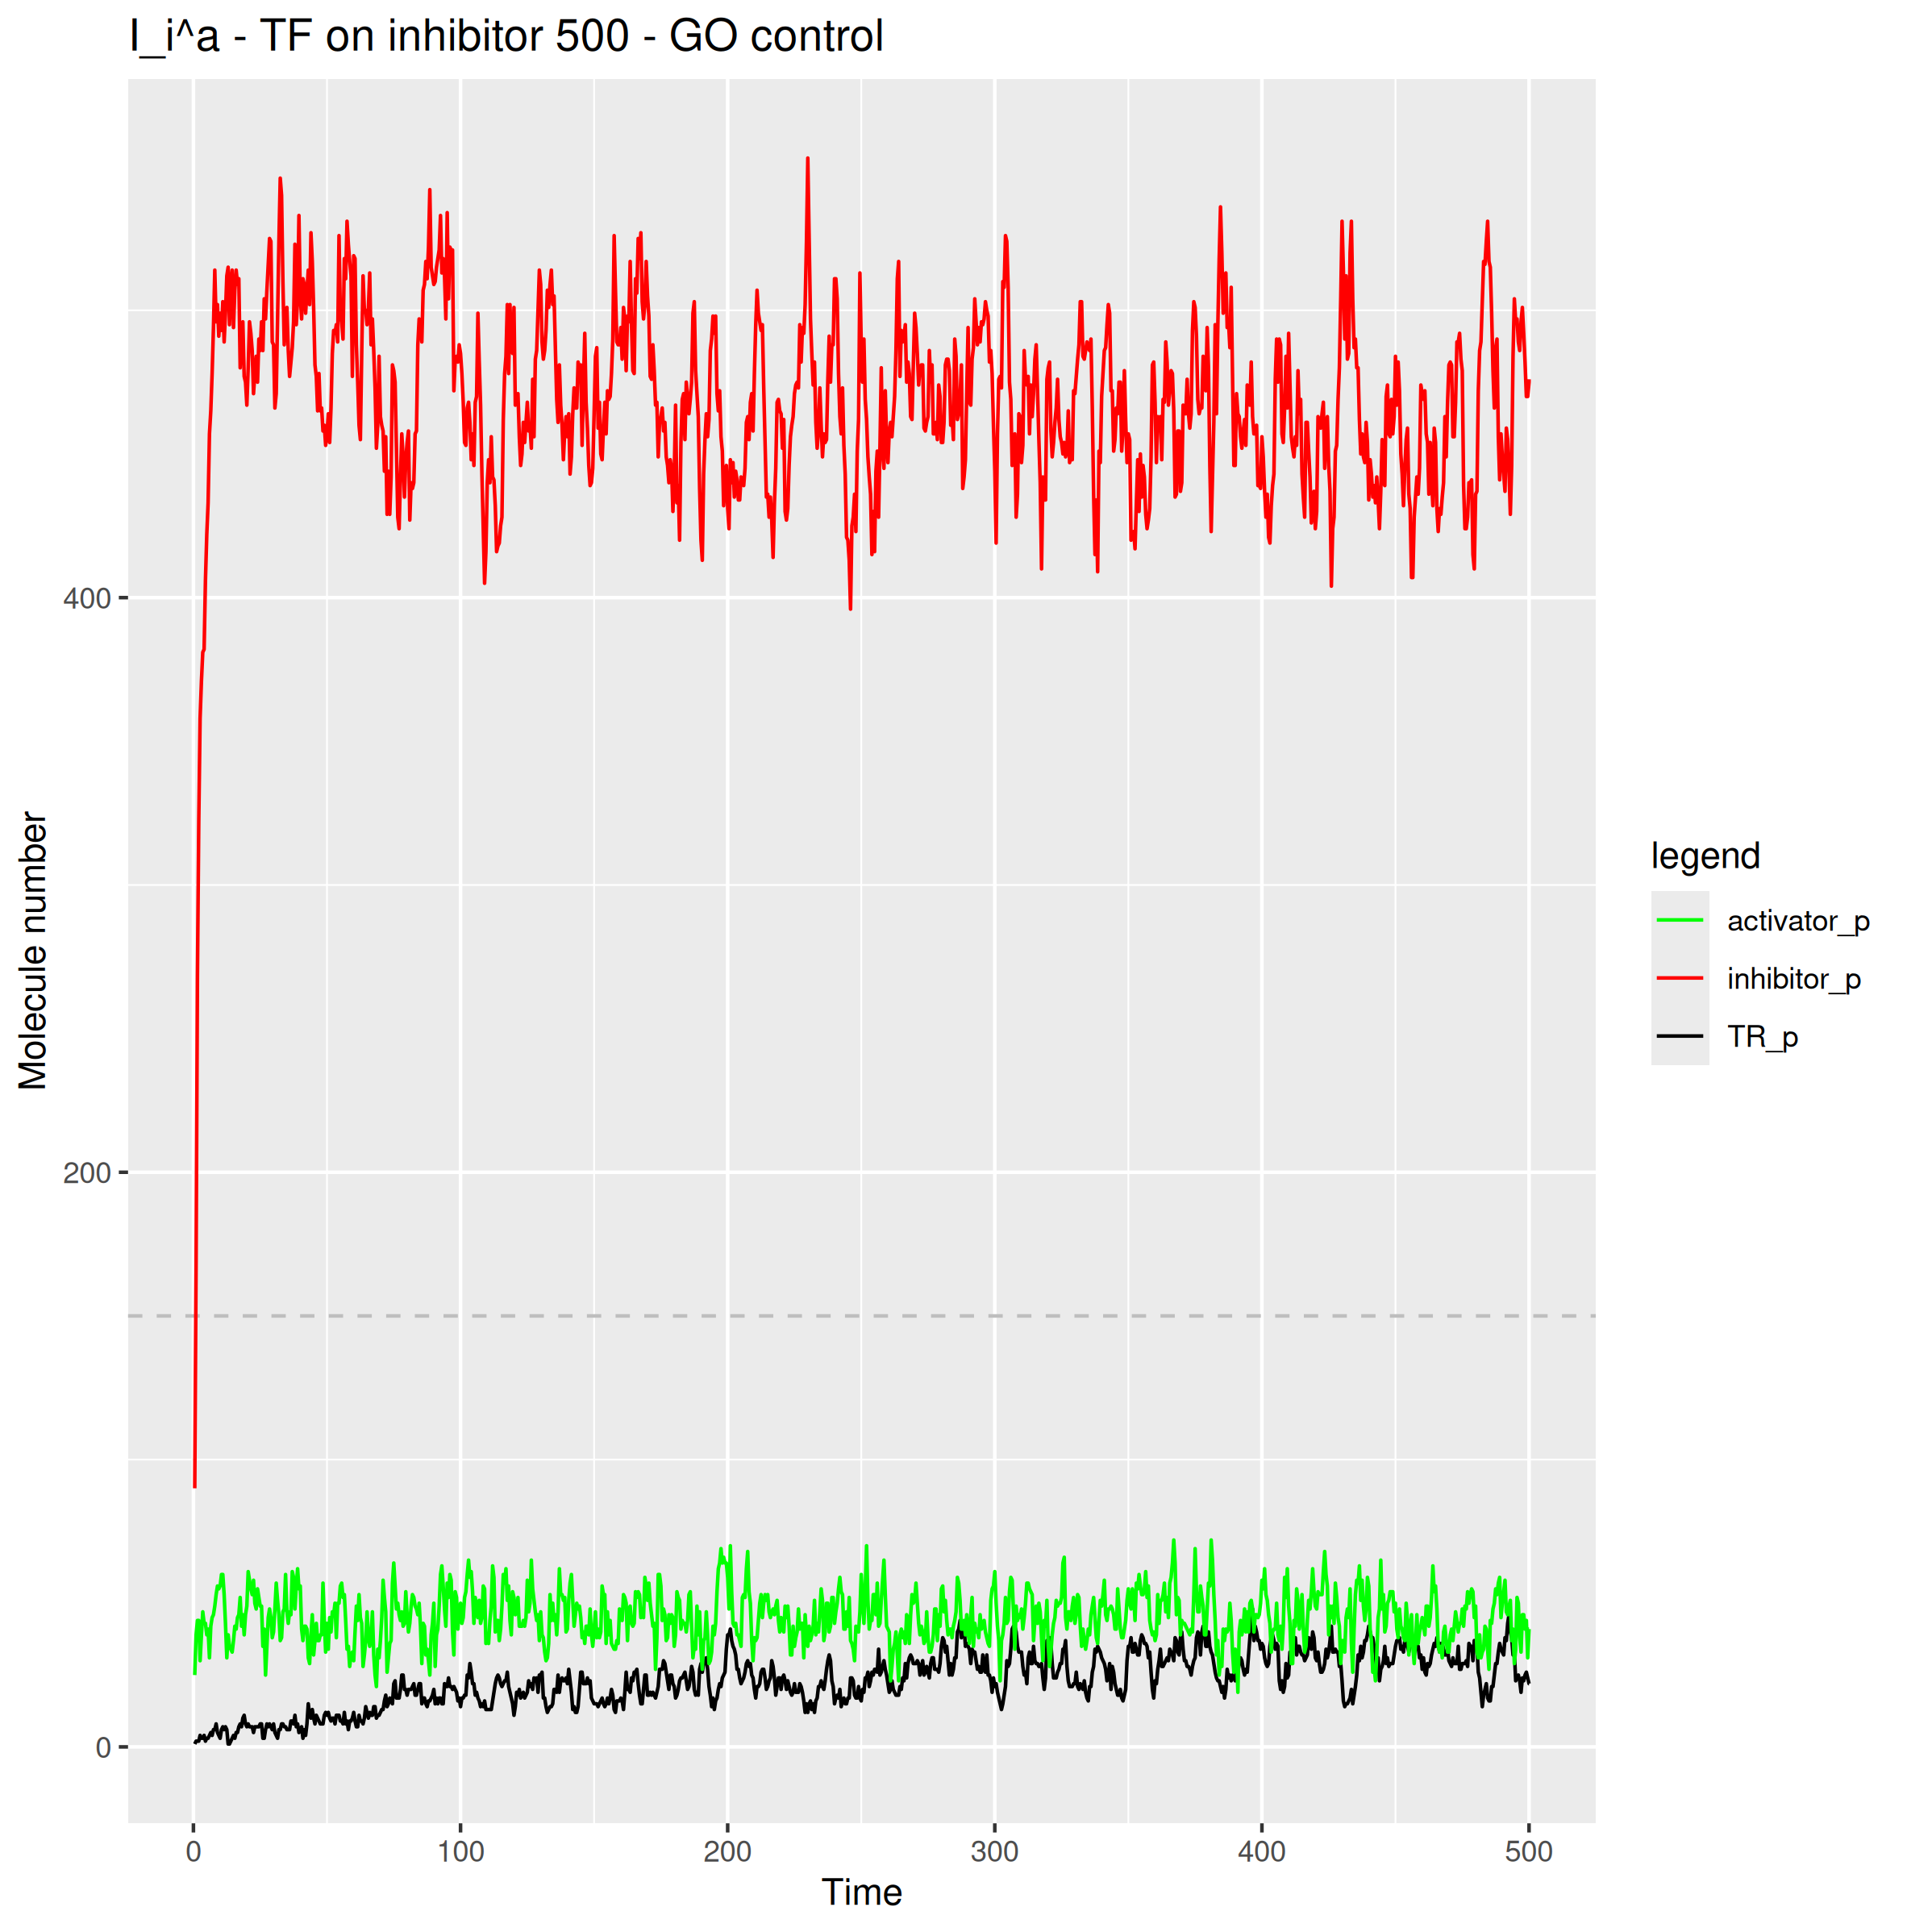 I_i^a - TF on inhibitor 500 - GO control
Molecule number
400
200
0
0 100 200 300 400 500
Time
legend
activator_p
inhibitor_p
TR_p